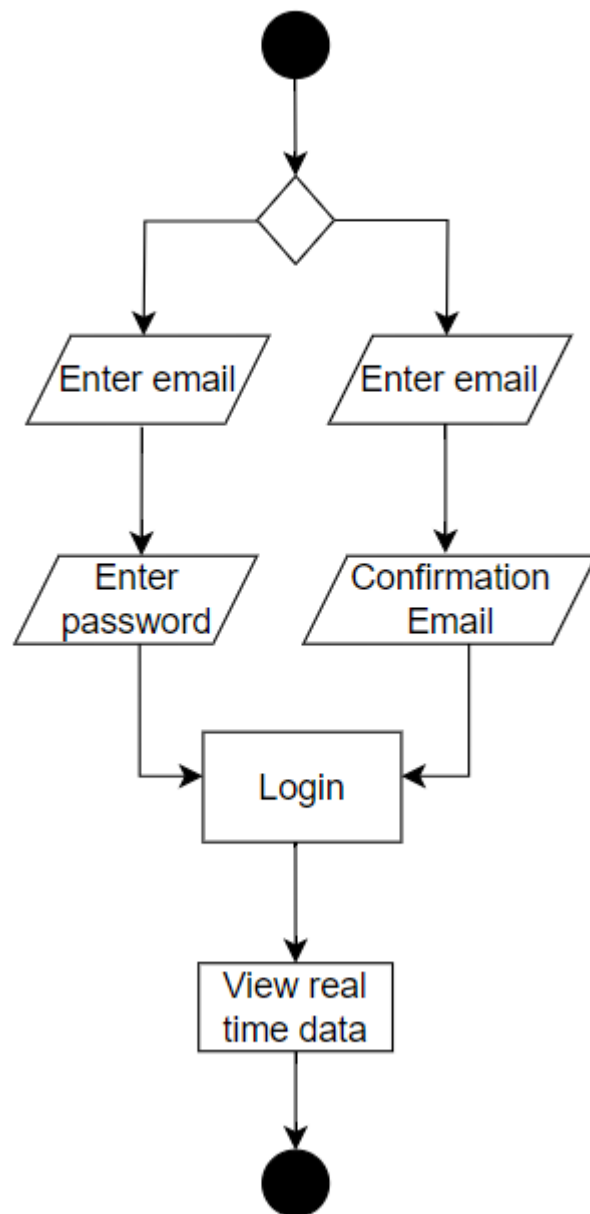 Enter email
Enter email
Enter
password
Confirmation
Email
Login
View real
time data